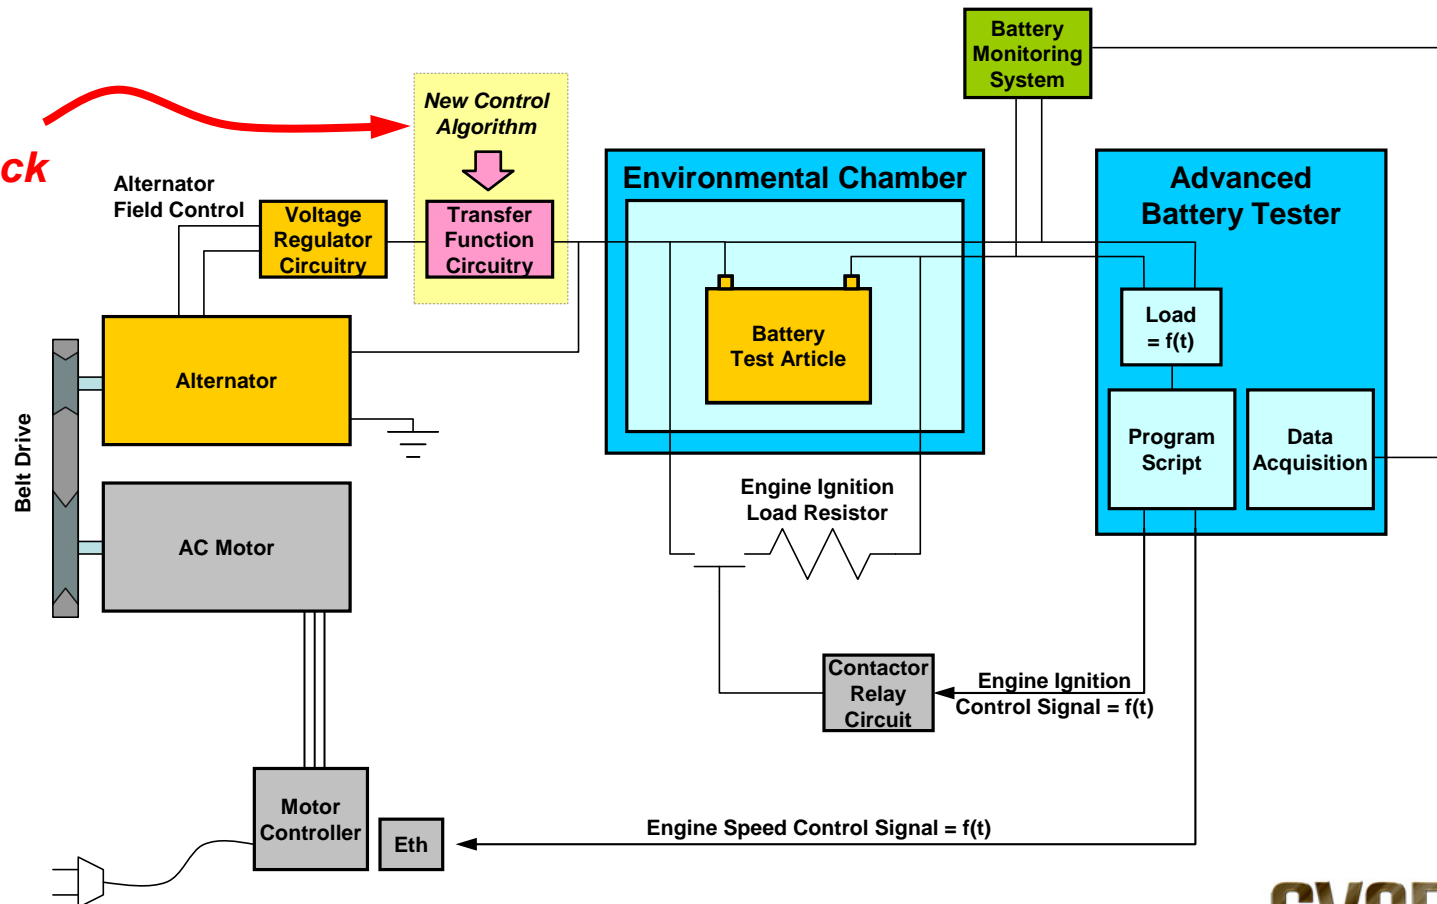 Battery
Monitoring
System
New Control
Algorithm
ck
Alternator
Field Control
Voltage
Regulator
Circuitry
Transfer
Function
Circuitry
Environmental Chamber
Advanced
Battery Tester
Battery
Test Article
Load
= f(t)
Alternator
Belt Drive
Program
Script
Data
Acquisition
Engine Ignition
Load Resistor
AC Motor
Contactor
Relay
Circuit
Engine Ignition
Control Signal = f(t)
Motor
Controller
Eth
Engine Speed Control Signal = f(t)